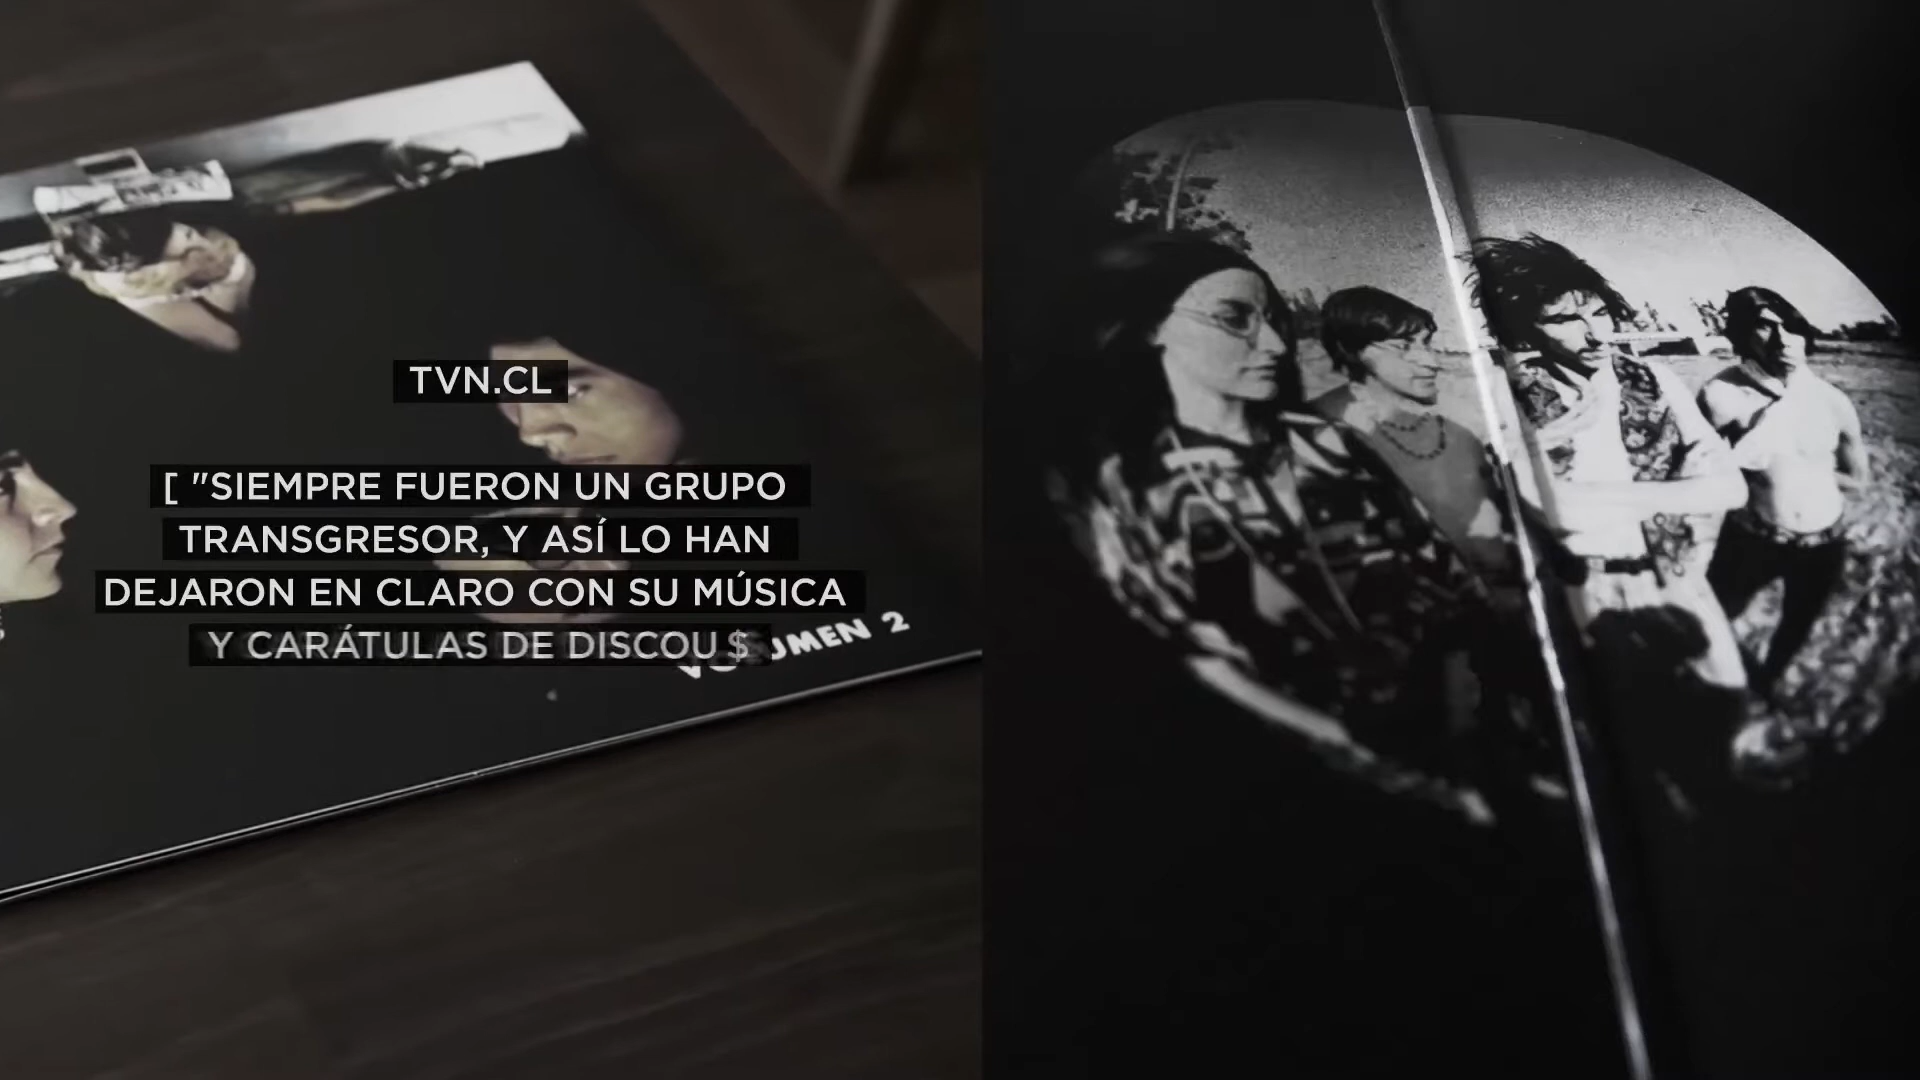 TVN.CL
[ "SIEMPRE FUERON UN GRUPO
TRANSGRESOR, Y ASÍ LO HAN
DEJARON EN CLARO CON SU MÚSICA
Y CARÁTULAS DE DISCOU $
VOLUMEN 2